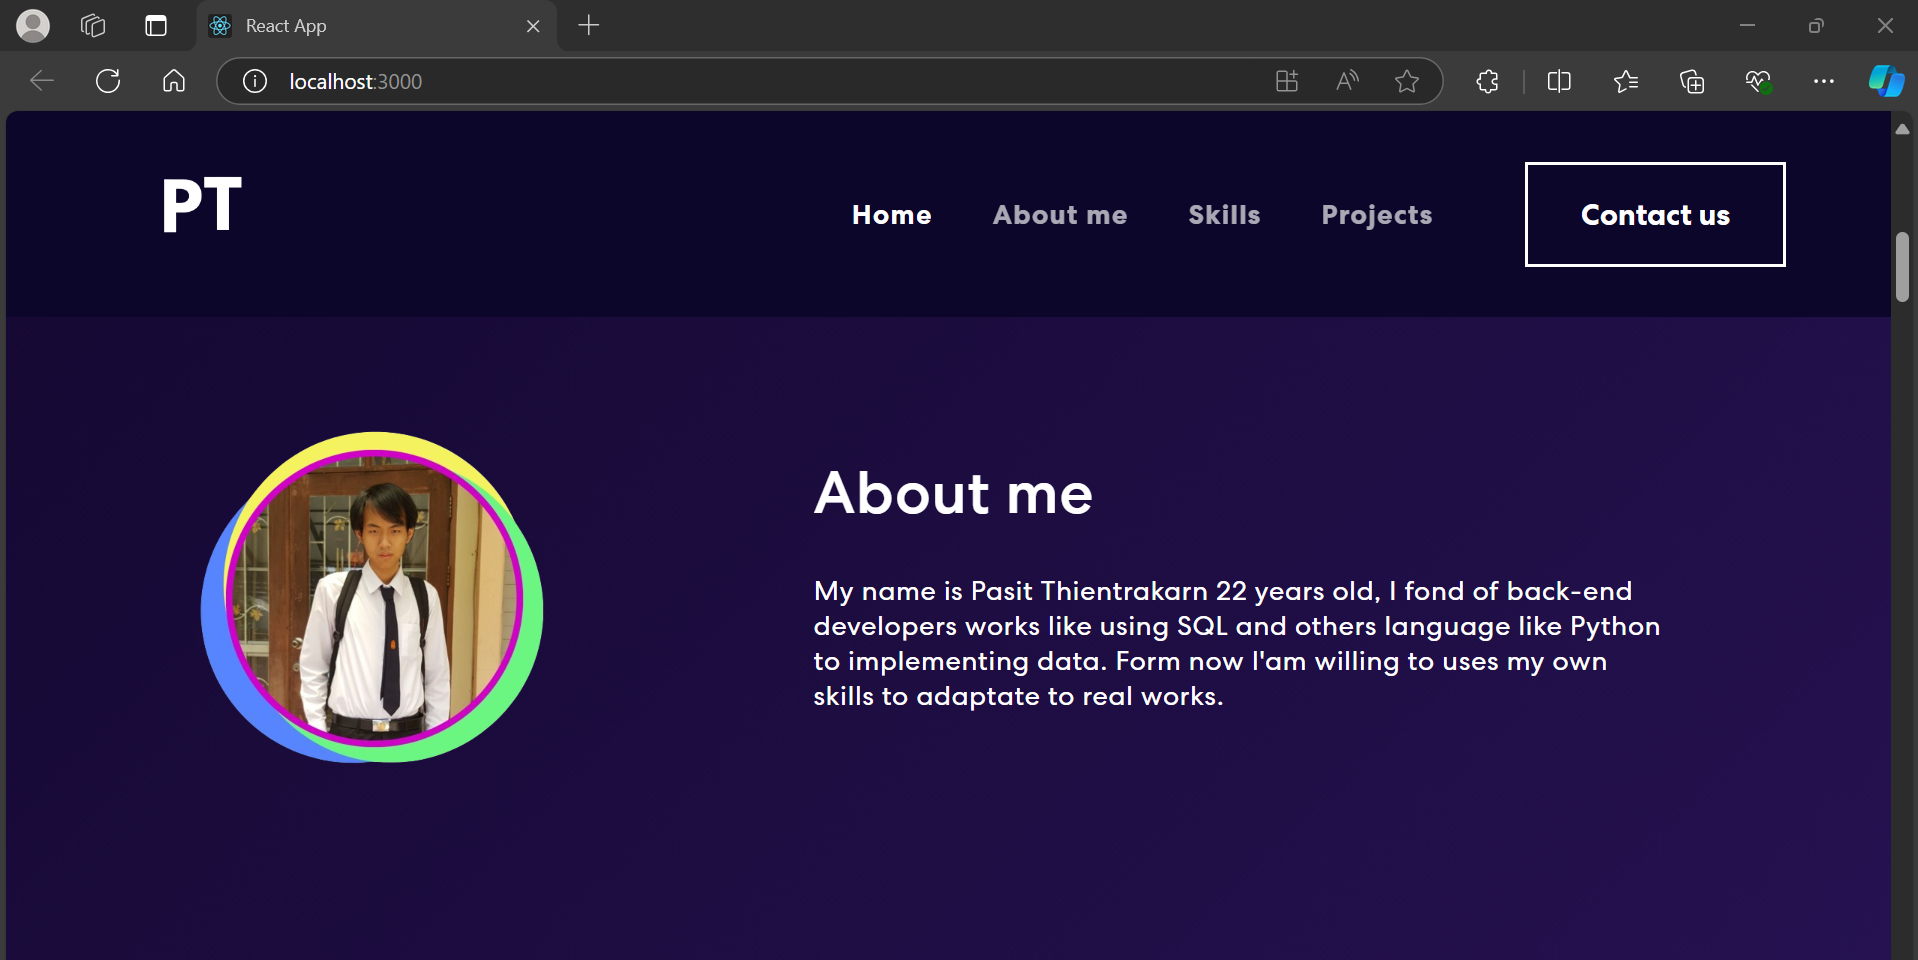 React App
localhost:3000
PT
Home About me Skills Projects Contact us
About me
My name is Pasit Thientrakarn 22 years old, I fond of back-end
developers works like using SQL and others language like Python
to implementing data. Form now I'am willing to uses my own
skills to adaptate to real works.